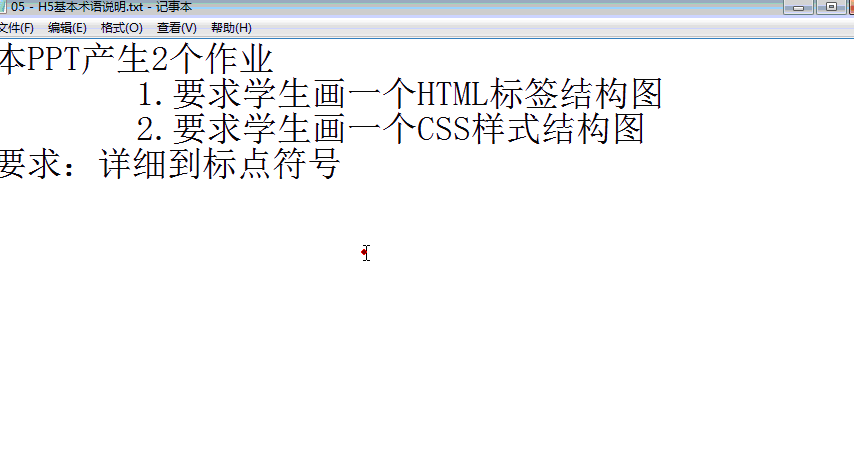 05 - H5基本术语说明.txt - 记事本
文件(F) 编辑(E) 格式(O) 查看(V) 帮助(H)
本PPT产生2个作业
1.要求学生画一个HTML标签结构图
2.要求学生画一个CSS样式结构图
要求：详细到标点符号